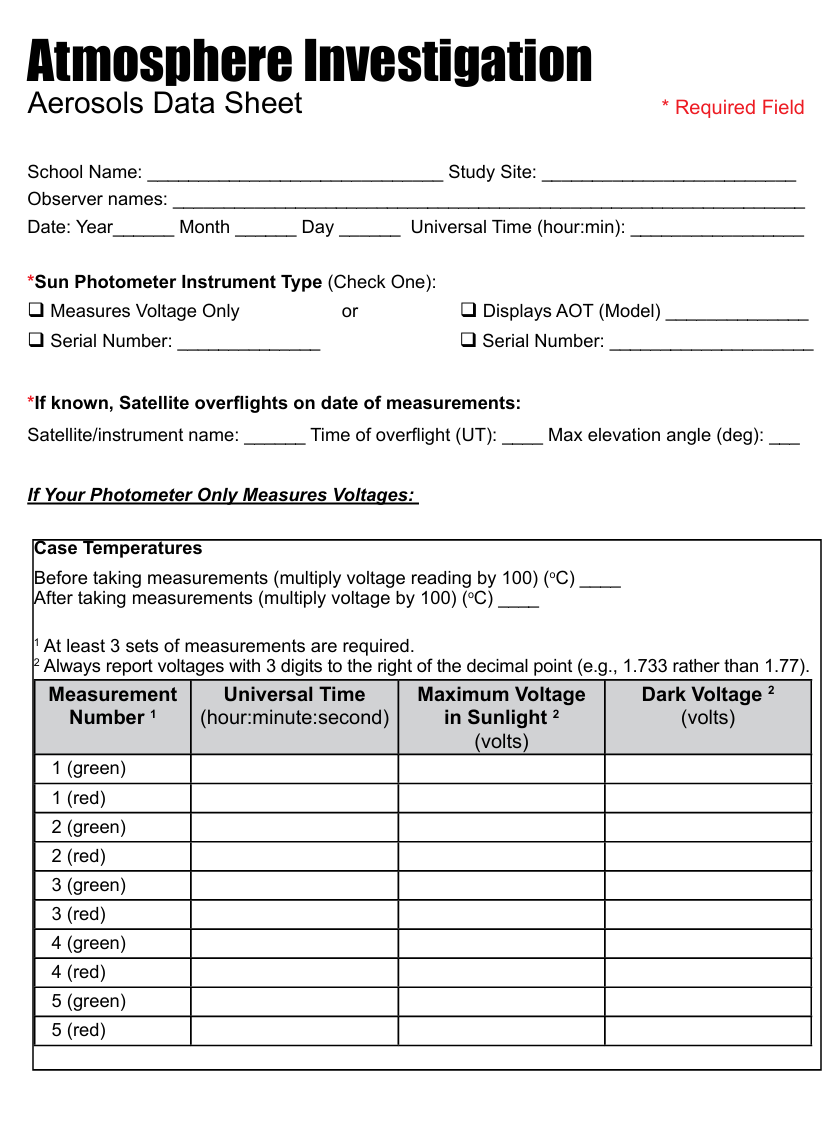 Atmosphere Investigation
Aerosols Data Sheet
* Required Field
School Name: _____________________________ Study Site: _________________________
Observer names: ______________________________________________________________
Date: Year______ Month ______ Day ______ Universal Time (hour:min): _________________
*Sun Photometer Instrument Type (Check One):
❑ Measures Voltage Only or ❑ Displays AOT (Model) ______________
❑ Serial Number: ______________ ❑ Serial Number: ____________________
*If known, Satellite overflights on date of measurements:
Satellite/instrument name: ______ Time of overflight (UT): ____ Max elevation angle (deg): ___
If Your Photometer Only Measures Voltages:
Case Temperatures
Before taking measurements (multiply voltage reading by 100) (ºC) ____
After taking measurements (multiply voltage by 100) (ºC) ____
¹ At least 3 sets of measurements are required.
² Always report voltages with 3 digits to the right of the decimal point (e.g., 1.733 rather than 1.77).
Measurement Universal Time Maximum Voltage Dark Voltage ²
Number ¹ (hour:minute:second) in Sunlight ² (volts)
(volts)
1 (green)
1 (red)
2 (green)
2 (red)
3 (green)
3 (red)
4 (green)
4 (red)
5 (green)
5 (red)